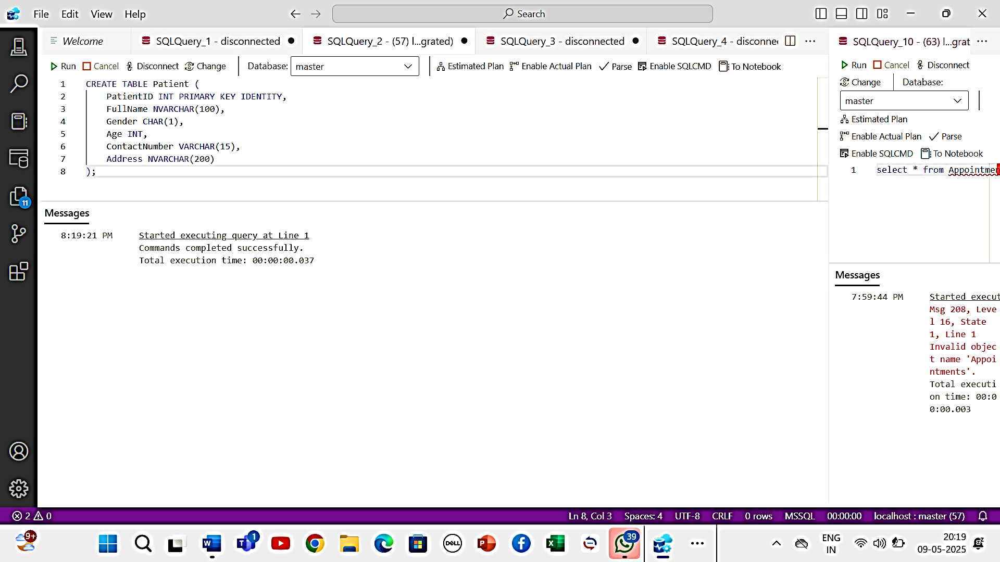 File Edit View Help
Search
Welcome
SQLQuery_1 - disconnected
SQLQuery_2 - (57) l...grated)
SQLQuery_3 - disconnected
SQLQuery_4 - disconnec
Run Cancel Disconnect Change Database: master Estimated Plan Enable Actual Plan Parse Enable SQLCMD To Notebook
1 CREATE TABLE Patient (
2 PatientID INT PRIMARY KEY IDENTITY,
3 FullName NVARCHAR(100),
4 Gender CHAR(1),
5 Age INT,
6 ContactNumber VARCHAR(15),
7 Address NVARCHAR(200)
8 );
Messages
8:19:21 PM Started executing query at Line 1
Commands completed successfully.
Total execution time: 00:00:00.037
SQLQuery_10 - (63) l...grat
Run Cancel Disconnect
Change Database:
master
Estimated Plan
Enable Actual Plan Parse
Enable SQLCMD To Notebook
1 select * from Appointmen
Messages
7:59:44 PM Started execut
Msg 208, Leve
l 16, State
1, Line 1
Invalid objec
t name 'Appoi
ntments'.
Total executi
on time: 00:0
0:00.003
11
2 0
Ln 8, Col 3 Spaces: 4 UTF-8 CRLF 0 rows MSSQL 00:00:00 localhost : master (57)
9+
W
T
1
DELL
P
X
39
ENG
IN
20:19
09-05-2025